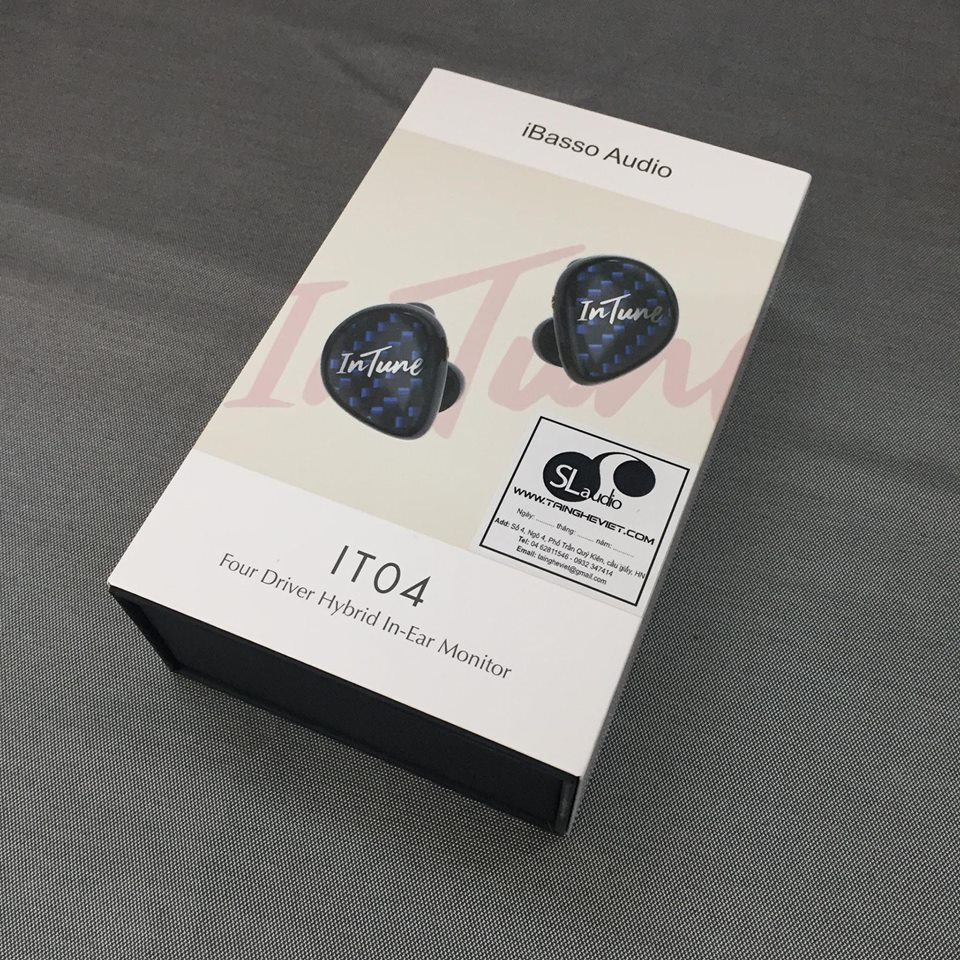 iBasso Audio
InTune
InTune
InTune
SLaudio
WWW.TAINGHEVIET.COM
Ngày: ......... tháng: ......... năm: ...........
Add: Số 4, Ngõ 4, Phố Trần Quý Kiên, cầu giấy, HN
Tel: 04 62811546 - 0932 347414
Email: taingheviet@gmail.com
IT04
Four Driver Hybrid In-Ear Monitor